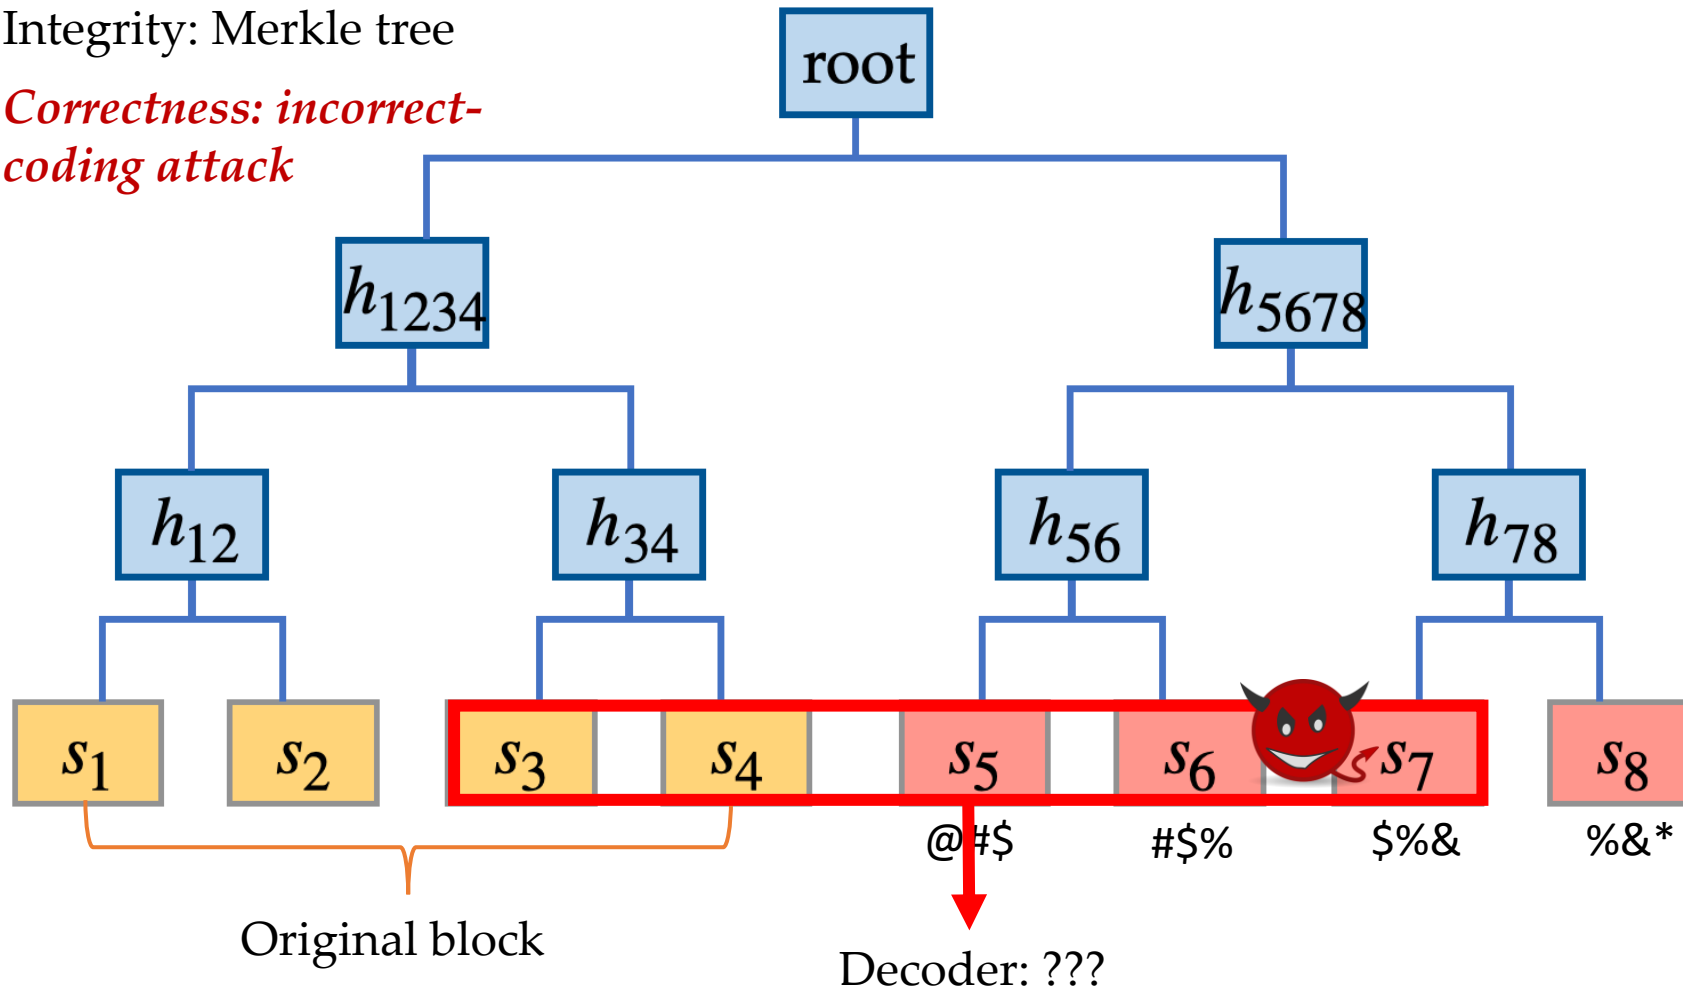 Integrity: Merkle tree
Correctness: incorrect-
coding attack
root
h1234
h5678
h12
h34
h56
h78
s1
s2
s3
s4
s5
s6
s7
s8
@#$
#$%
$%&
%&*
Original block
Decoder: ???